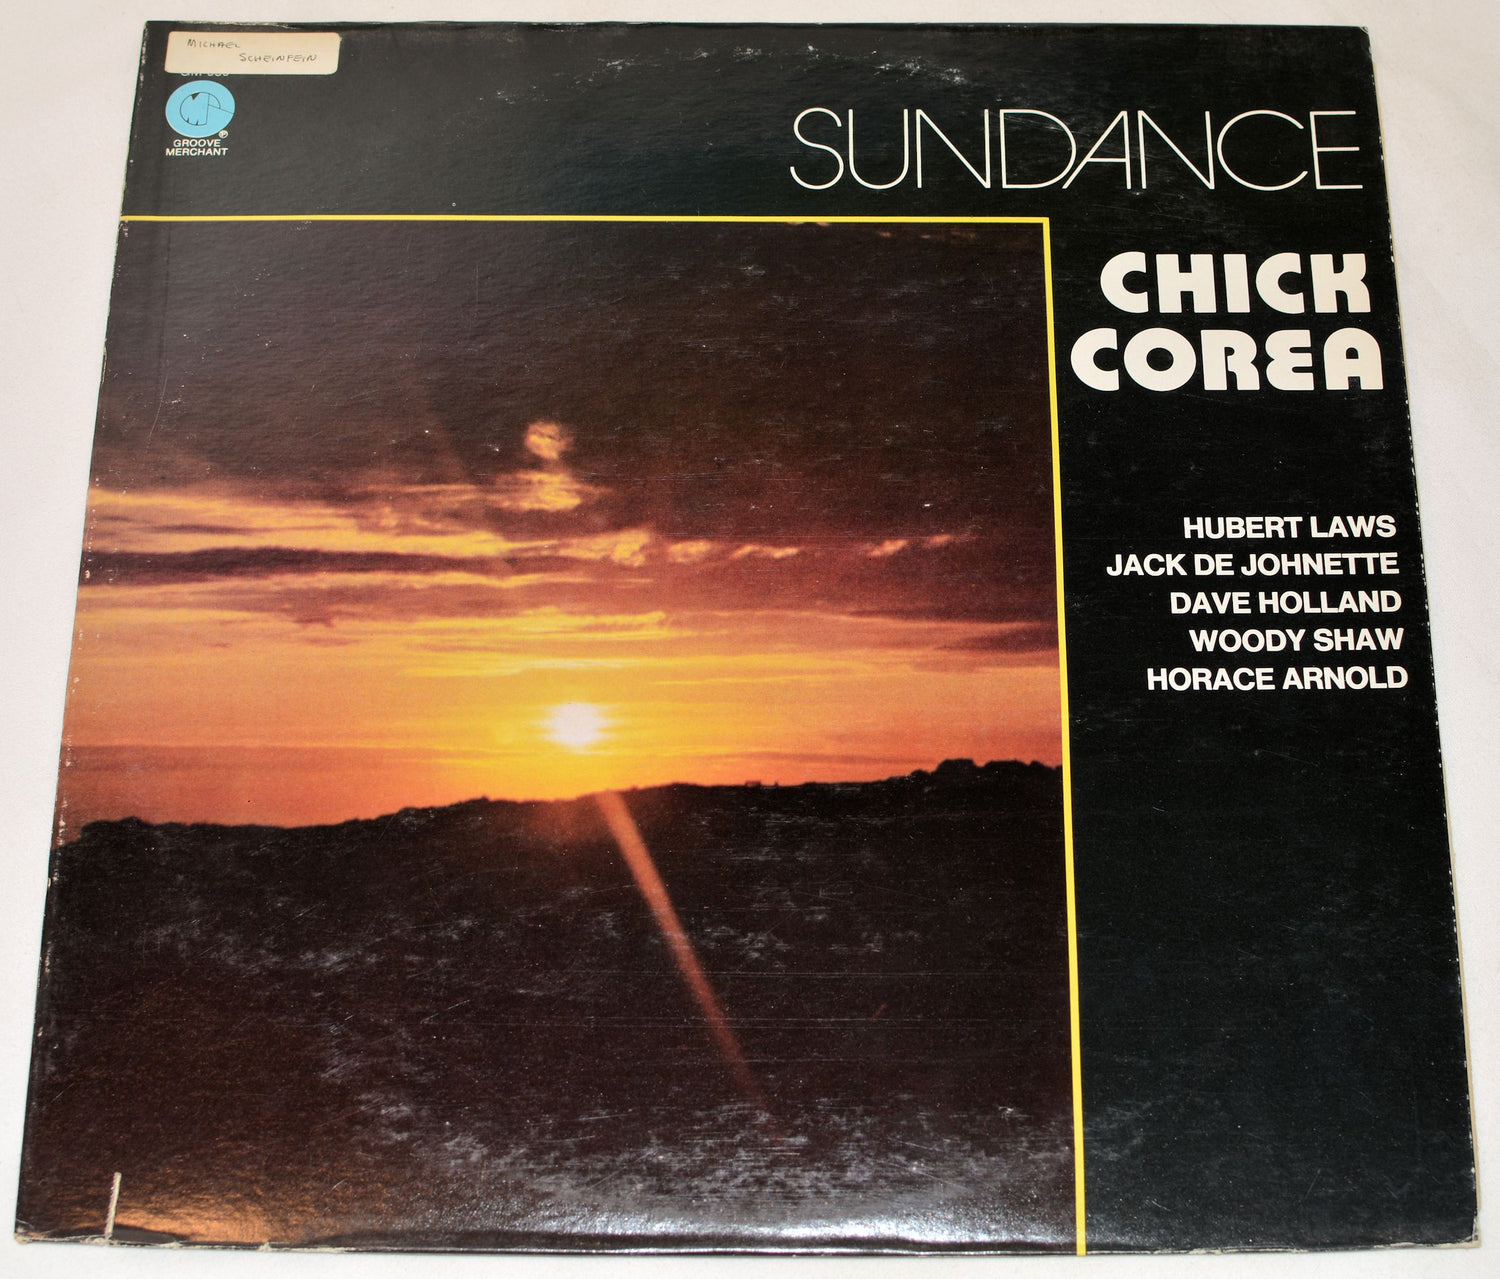 MICHAEL
SCHEINFEIN
GROOVE
MERCHANT
SUNDANCE
CHICK
COREA
HUBERT LAWS
JACK DE JOHNETTE
DAVE HOLLAND
WOODY SHAW
HORACE ARNOLD